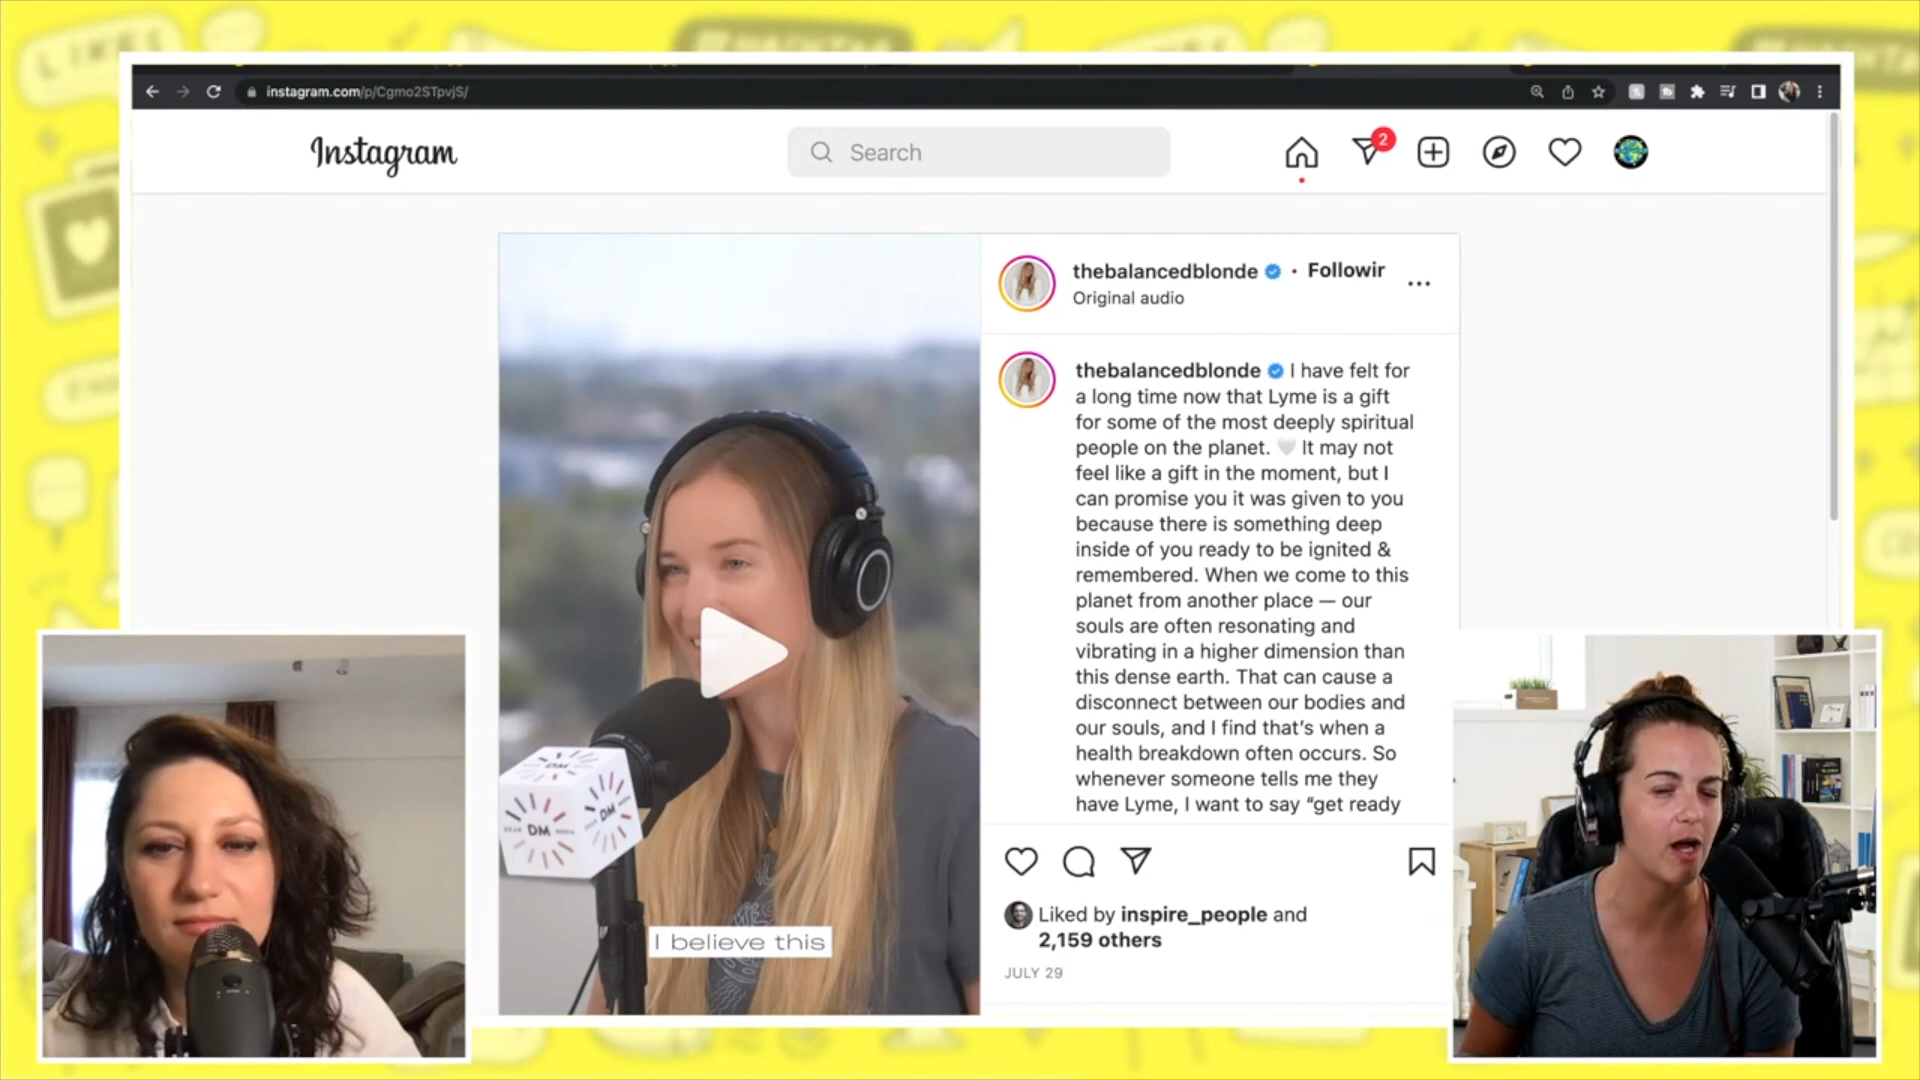 LIKES
instagram.com/p/Cgmo2STpvjS/
Instagram
Search
2
thebalancedblonde • Followir
Original audio
thebalancedblonde I have felt for
a long time now that Lyme is a gift
for some of the most deeply spiritual
people on the planet. 🤍 It may not
feel like a gift in the moment, but I
can promise you it was given to you
because there is something deep
inside of you ready to be ignited &
remembered. When we come to this
planet from another place — our
souls are often resonating and
vibrating in a higher dimension than
this dense earth. That can cause a
disconnect between our bodies and
our souls, and I find that’s when a
health breakdown often occurs. So
whenever someone tells me they
have Lyme, I want to say “get ready
DM
DEAR DM MEDIA
DM
I believe this
Liked by inspire_people and
2,159 others
JULY 29